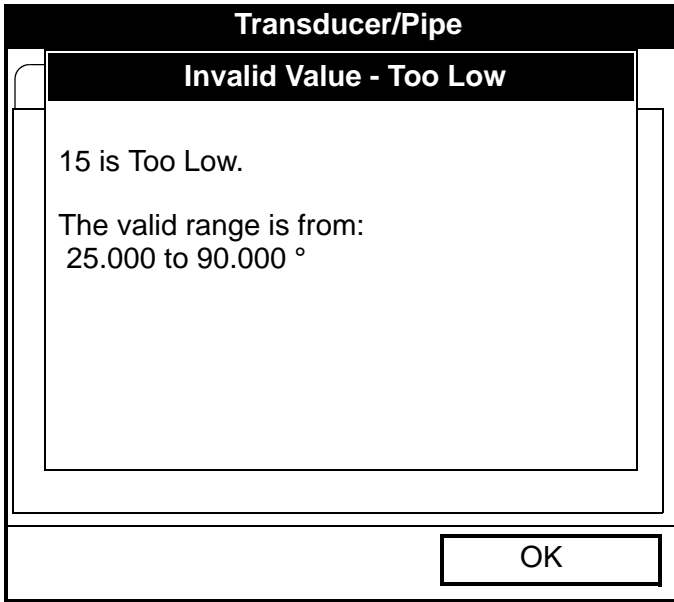 Transducer/Pipe
Invalid Value - Too Low
15 is Too Low.
The valid range is from:
25.000 to 90.000 °
OK